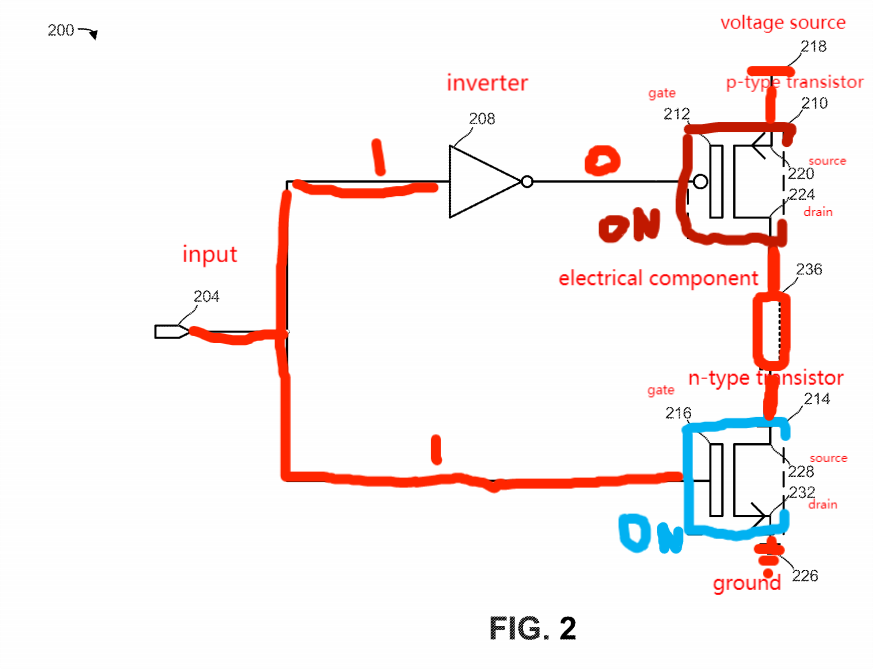 voltage source
200
218
inverter
p-type transistor
gate
210
212
208
1
0
source
220
224
drain
ON
input
electrical component
236
204
n-type transistor
gate
214
216
1
source
228
232
drain
ON
ground
226
FIG. 2